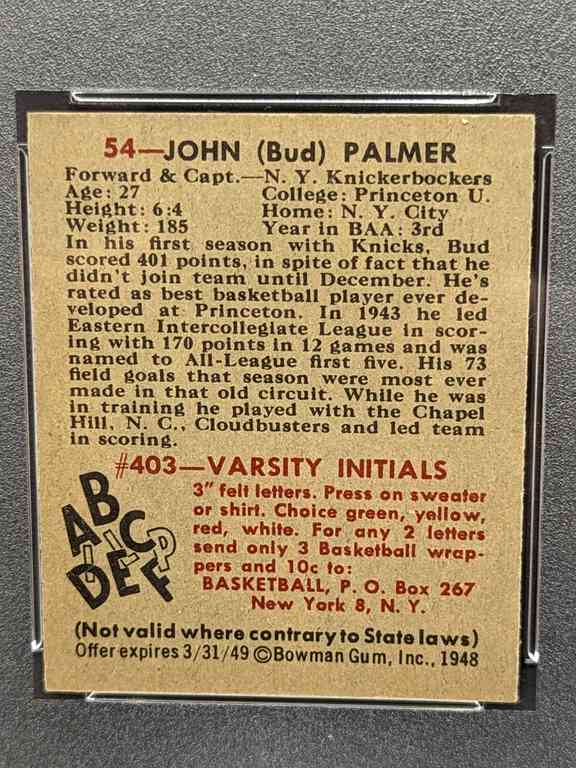 54—JOHN (Bud) PALMER
Forward & Capt.—N. Y. Knickerbockers
Age: 27 College: Princeton U.
Height: 6:4 Home: N. Y. City
Weight: 185 Year in BAA: 3rd
In his first season with Knicks, Bud
scored 401 points, in spite of fact that he
didn't join team until December. He's
rated as best basketball player ever de-
veloped at Princeton. In 1943 he led
Eastern Intercollegiate League in scor-
ing with 170 points in 12 games and was
named to All-League first five. His 73
field goals that season were most ever
made in that old circuit. While he was
in training he played with the Chapel
Hill, N. C., Cloudbusters and led team
in scoring.
#403—VARSITY INITIALS
3" felt letters. Press on sweater
or shirt. Choice green, yellow,
red, white. For any 2 letters
send only 3 Basketball wrap-
pers and 10c to:
BASKETBALL, P. O. Box 267
New York 8, N. Y.
ABC
DEF
(Not valid where contrary to State laws)
Offer expires 3/31/49 ©Bowman Gum, Inc., 1948